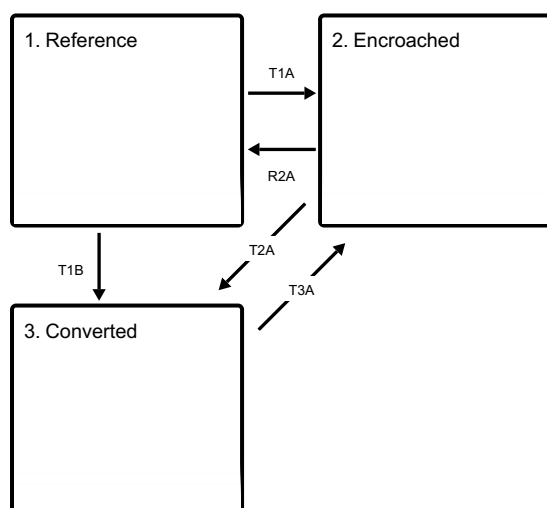 1. Reference
2. Encroached
T1A
R2A
T2A
T1B
T3A
3. Converted